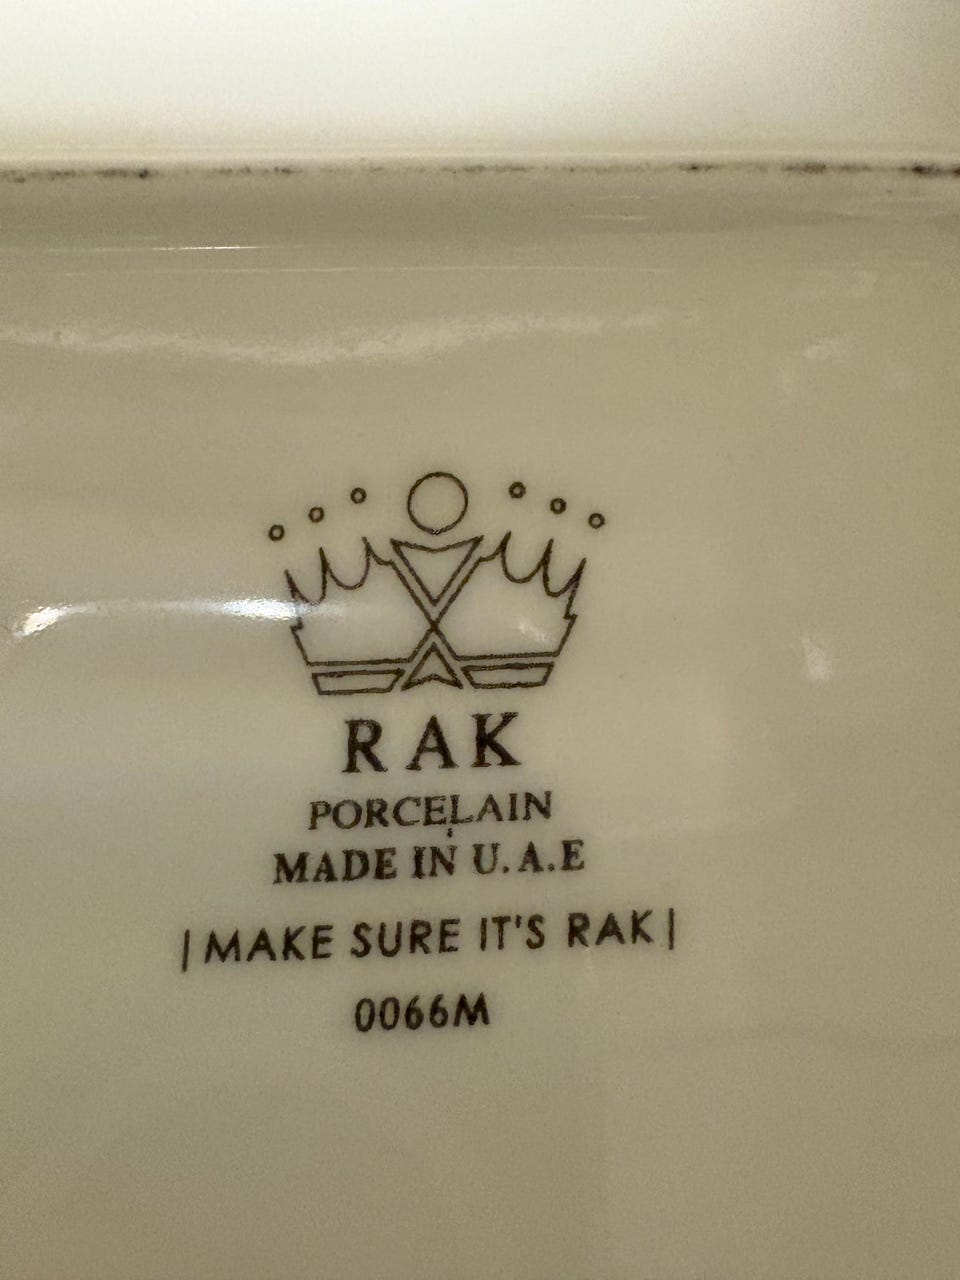 RAK
PORCELAIN
MADE IN U.A.E
|MAKE SURE IT'S RAK|
0066M